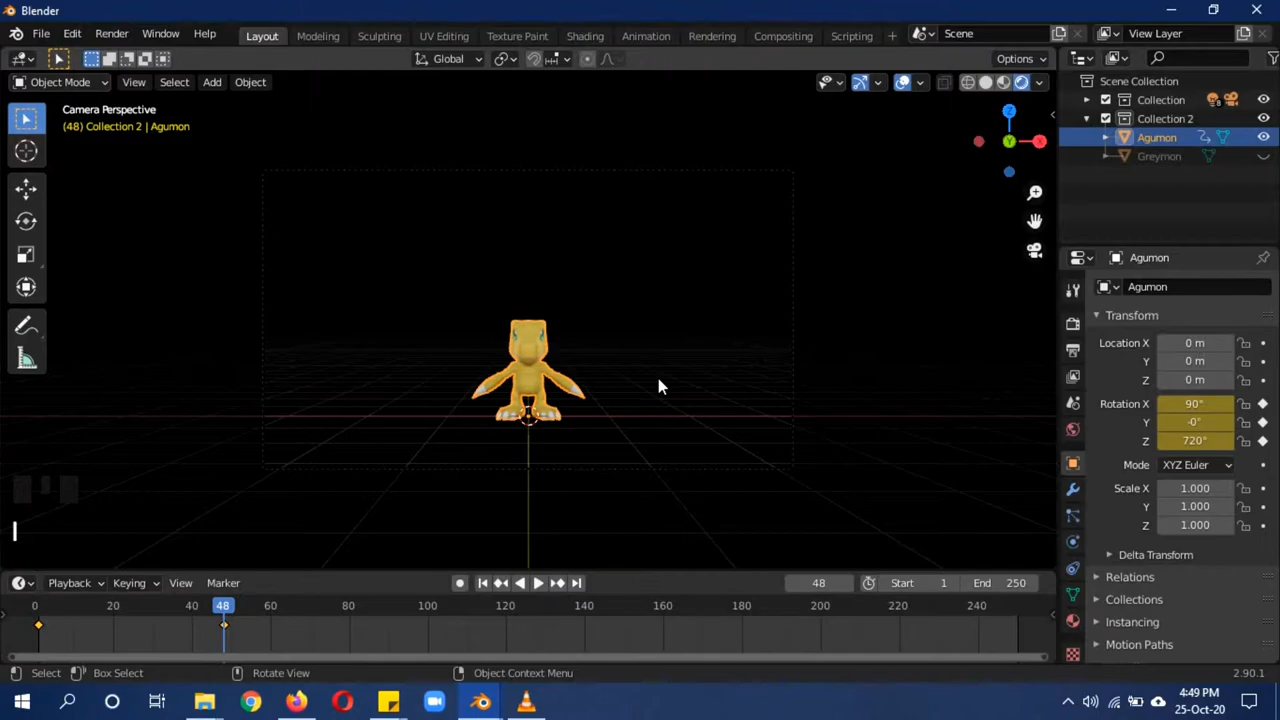 Blender
File Edit Render Window Help Layout Modeling Sculpting UV Editing Texture Paint Shading Animation Rendering Compositing Scripting + Scene View Layer
Global Options
Object Mode View Select Add Object
Scene Collection
Collection 8
Collection 2
Agumon
Greymon
Camera Perspective
(48) Collection 2 | Agumon
Z
Y
X
Agumon
Agumon
Transform
Location X 0 m
Y 0 m
Z 0 m
Rotation X 90°
Y -0°
Z 720°
Mode XYZ Euler
Scale X 1.000
Y 1.000
Z 1.000
Delta Transform
Relations
Collections
Instancing
Motion Paths
I
Playback Keying View Marker 48 Start 1 End 250
0 20 40 48 60 80 100 120 140 160 180 200 220 240
Select Box Select Rotate View Object Context Menu 2.90.1
4:49 PM
25-Oct-20